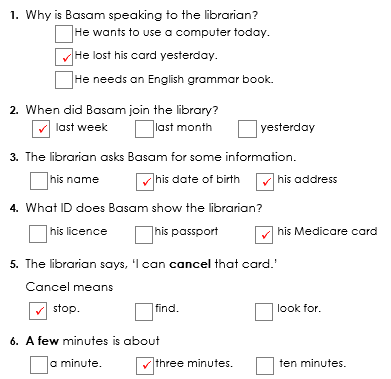 1. Why is Basam speaking to the librarian?
He wants to use a computer today.
He lost his card yesterday.
He needs an English grammar book.
2. When did Basam join the library?
last week last month yesterday
3. The librarian asks Basam for some information.
his name his date of birth his address
4. What ID does Basam show the librarian?
his licence his passport his Medicare card
5. The librarian says, 'I can cancel that card.'
Cancel means
stop. find. look for.
6. A few minutes is about
a minute. three minutes. ten minutes.